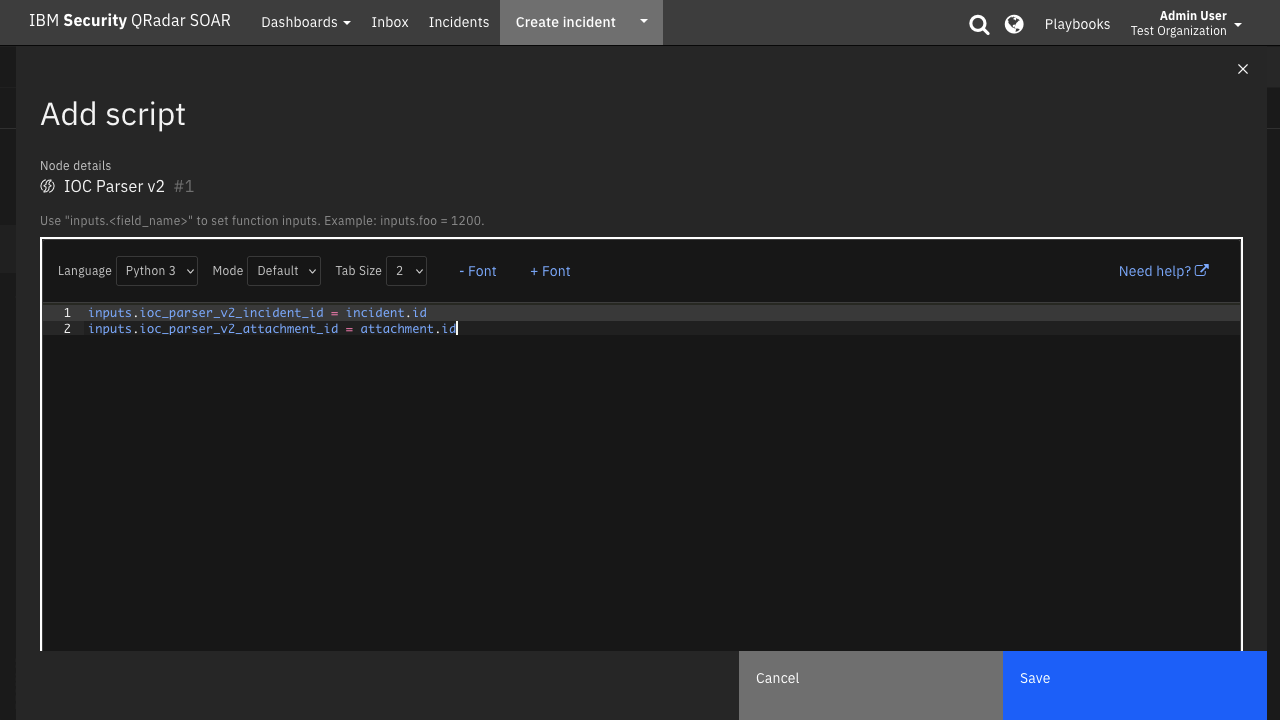 IBM Security QRadar SOAR Dashboards Inbox Incidents Create incident Playbooks Admin User
Test Organization
Add script
Node details
IOC Parser v2 #1
Use "inputs.<field_name>" to set function inputs. Example: inputs.foo = 1200.
Language Python 3 Mode Default Tab Size 2 - Font + Font Need help?
1 inputs.ioc_parser_v2_incident_id = incident.id
2 inputs.ioc_parser_v2_attachment_id = attachment.id
Cancel Save